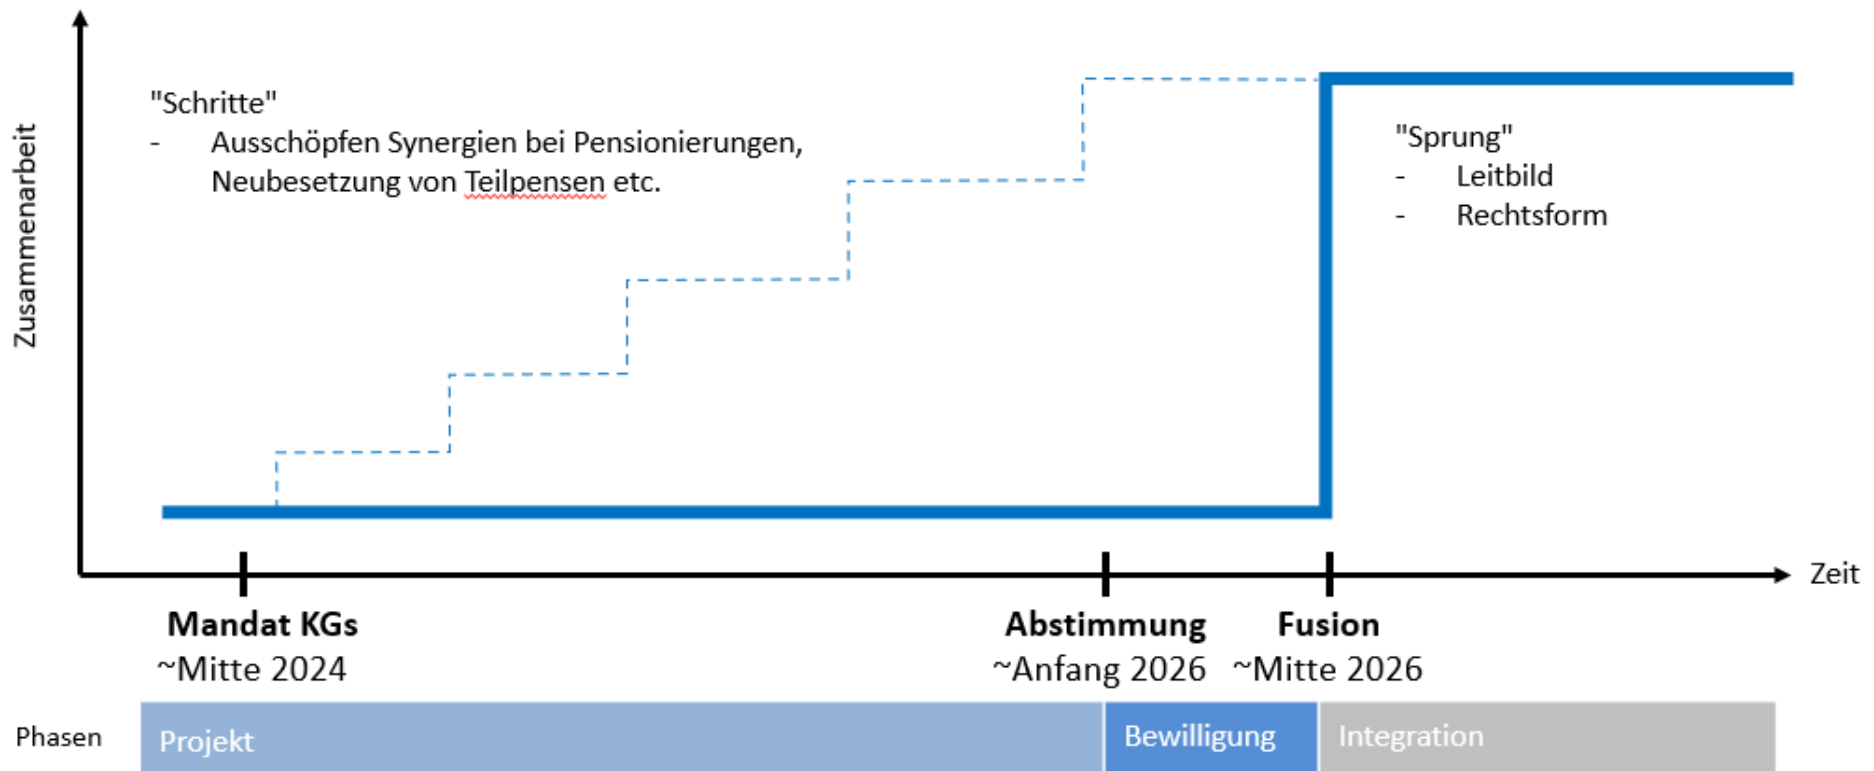 Zusammenarbeit
"Schritte"
- Ausschöpfen Synergien bei Pensionierungen,
Neubesetzung von Teilpensen etc.
"Sprung"
- Leitbild
- Rechtsform
Zeit
Mandat KGs
~Mitte 2024
Abstimmung
~Anfang 2026
Fusion
~Mitte 2026
Phasen
Projekt
Bewilligung
Integration